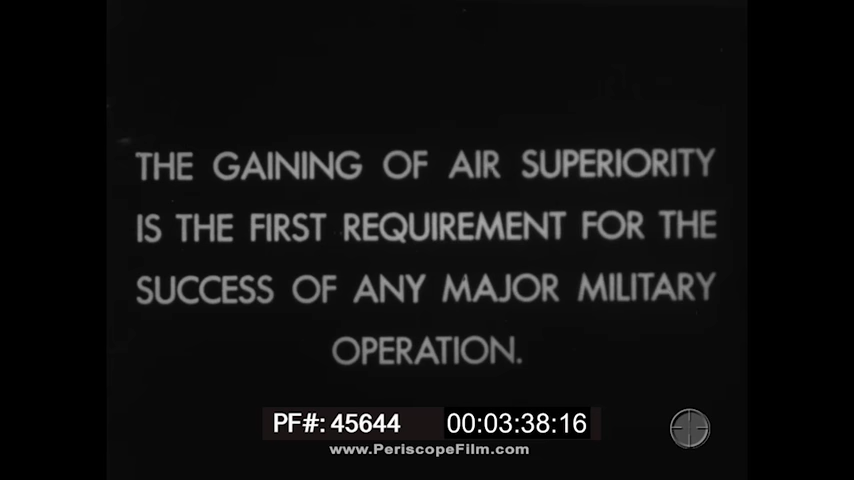 THE GAINING OF AIR SUPERIORITY
IS THE FIRST REQUIREMENT FOR THE
SUCCESS OF ANY MAJOR MILITARY
OPERATION.
PF#: 45644 00:03:38:16
www.PeriscopeFilm.com